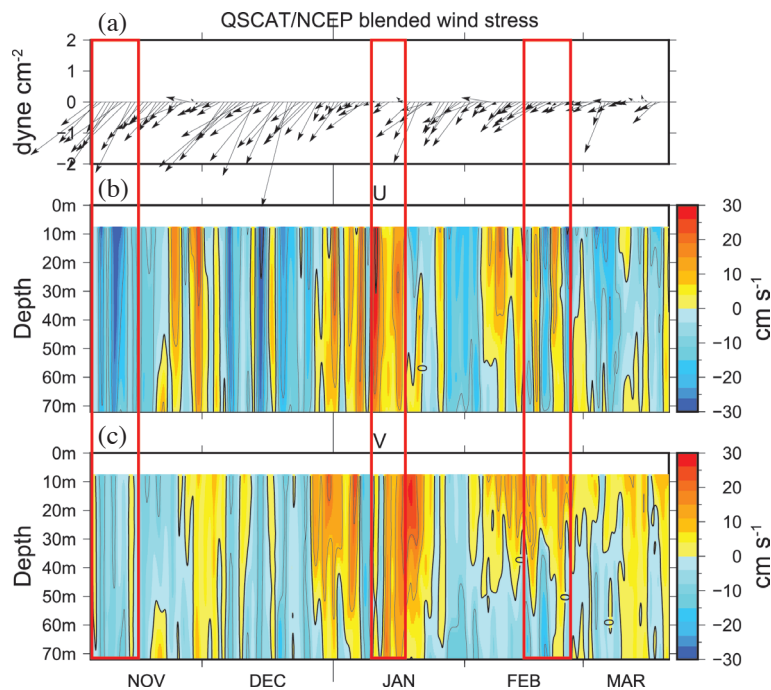 (a)
QSCAT/NCEP blended wind stress
dyne cm⁻²
2
1
0
−1
−2
(b)
U
Depth
0m
10m
20m
30m
40m
50m
60m
70m
0
30
20
10
0
−10
−20
−30
cm s⁻¹
(c)
V
Depth
0m
10m
20m
30m
40m
50m
60m
70m
0
0
0
30
20
10
0
−10
−20
−30
cm s⁻¹
NOV DEC JAN FEB MAR